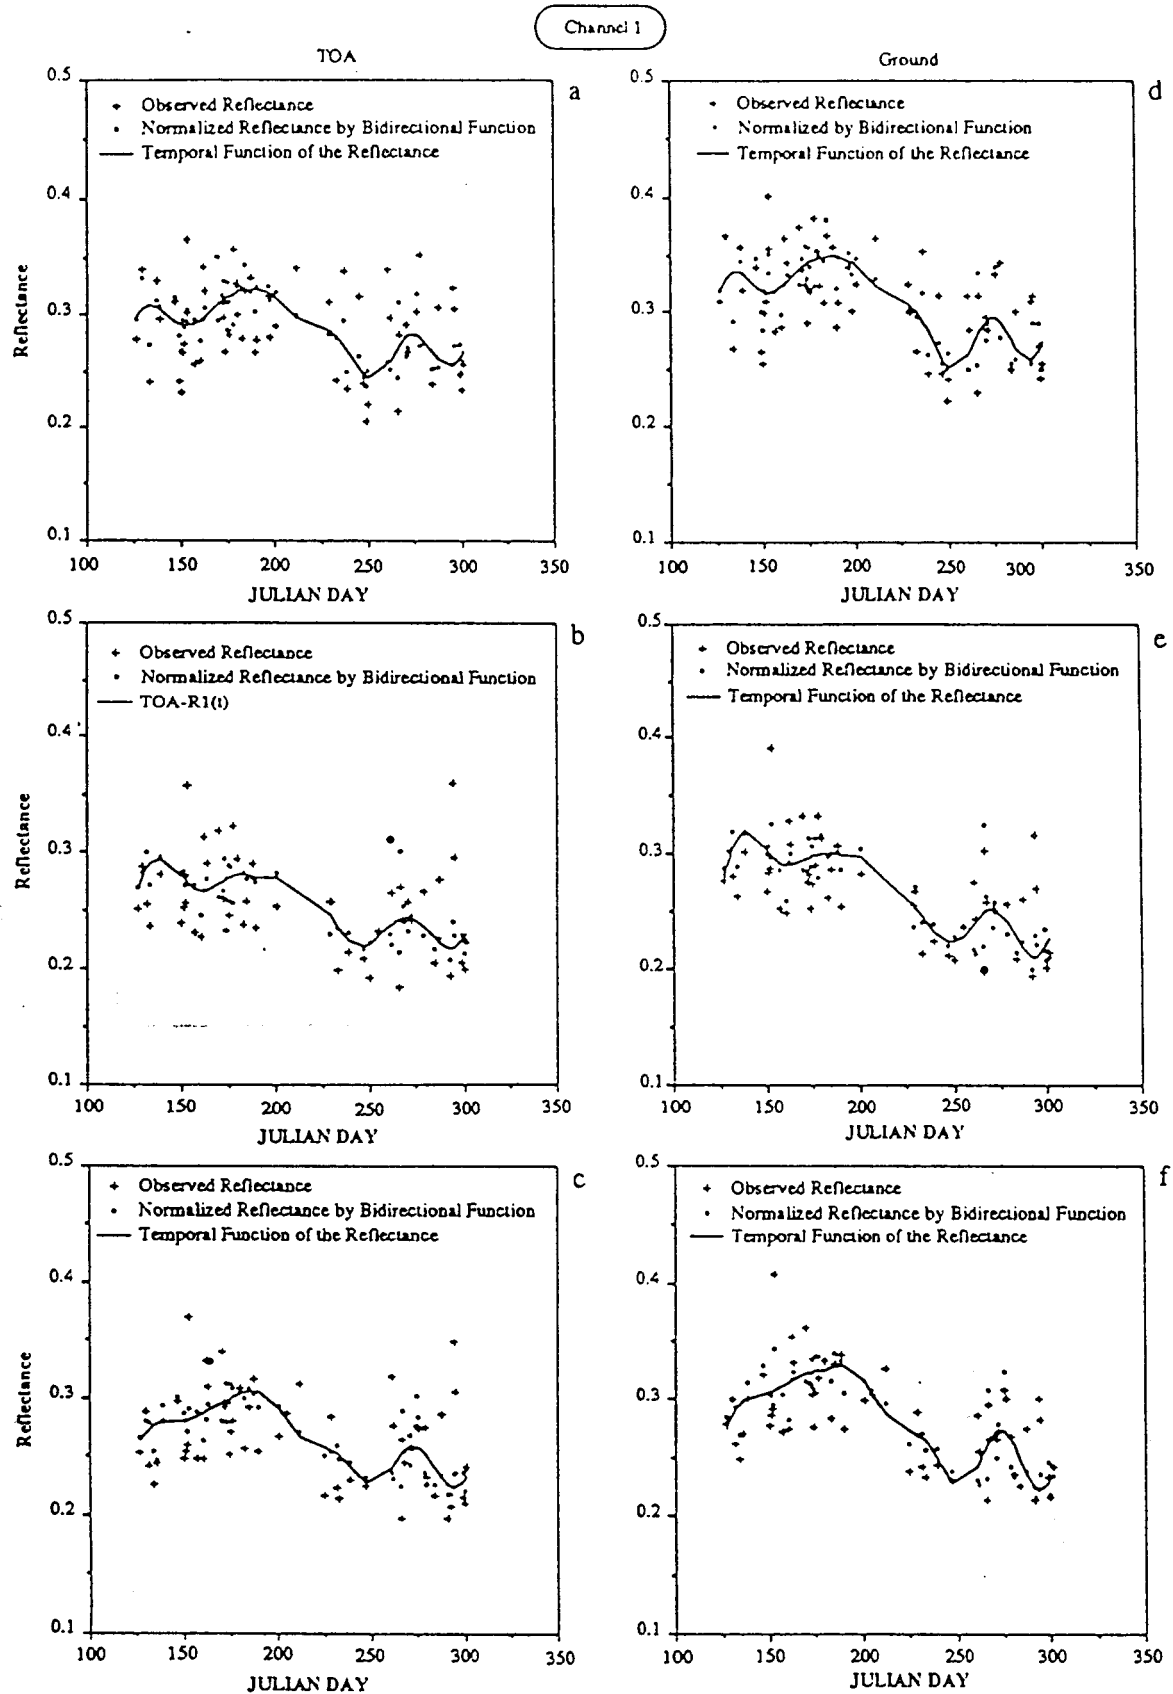 Channel 1
TOA
a
+ Observed Reflectance
• Normalized Reflectance by Bidirectional Function
— Temporal Function of the Reflectance
0.5
0.4
0.3
0.2
0.1
Reflectance
100 150 200 250 300 350
JULIAN DAY
Ground
d
+ Observed Reflectance
• Normalized by Bidirectional Function
— Temporal Function of the Reflectance
0.5
0.4
0.3
0.2
0.1
100 150 200 250 300 350
JULIAN DAY
b
+ Observed Reflectance
• Normalized Reflectance by Bidirectional Function
— TOA-R1(t)
0.5
0.4
0.3
0.2
0.1
Reflectance
100 150 200 250 300 350
JULIAN DAY
e
+ Observed Reflectance
• Normalized Reflectance by Bidirectional Function
— Temporal Function of the Reflectance
0.5
0.4
0.3
0.2
0.1
100 150 200 250 300 350
JULIAN DAY
c
+ Observed Reflectance
• Normalized Reflectance by Bidirectional Function
— Temporal Function of the Reflectance
0.5
0.4
0.3
0.2
0.1
Reflectance
100 150 200 250 300 350
JULIAN DAY
f
+ Observed Reflectance
• Normalized Reflectance by Bidirectional Function
— Temporal Function of the Reflectance
0.5
0.4
0.3
0.2
0.1
100 150 200 250 300 350
JULIAN DAY